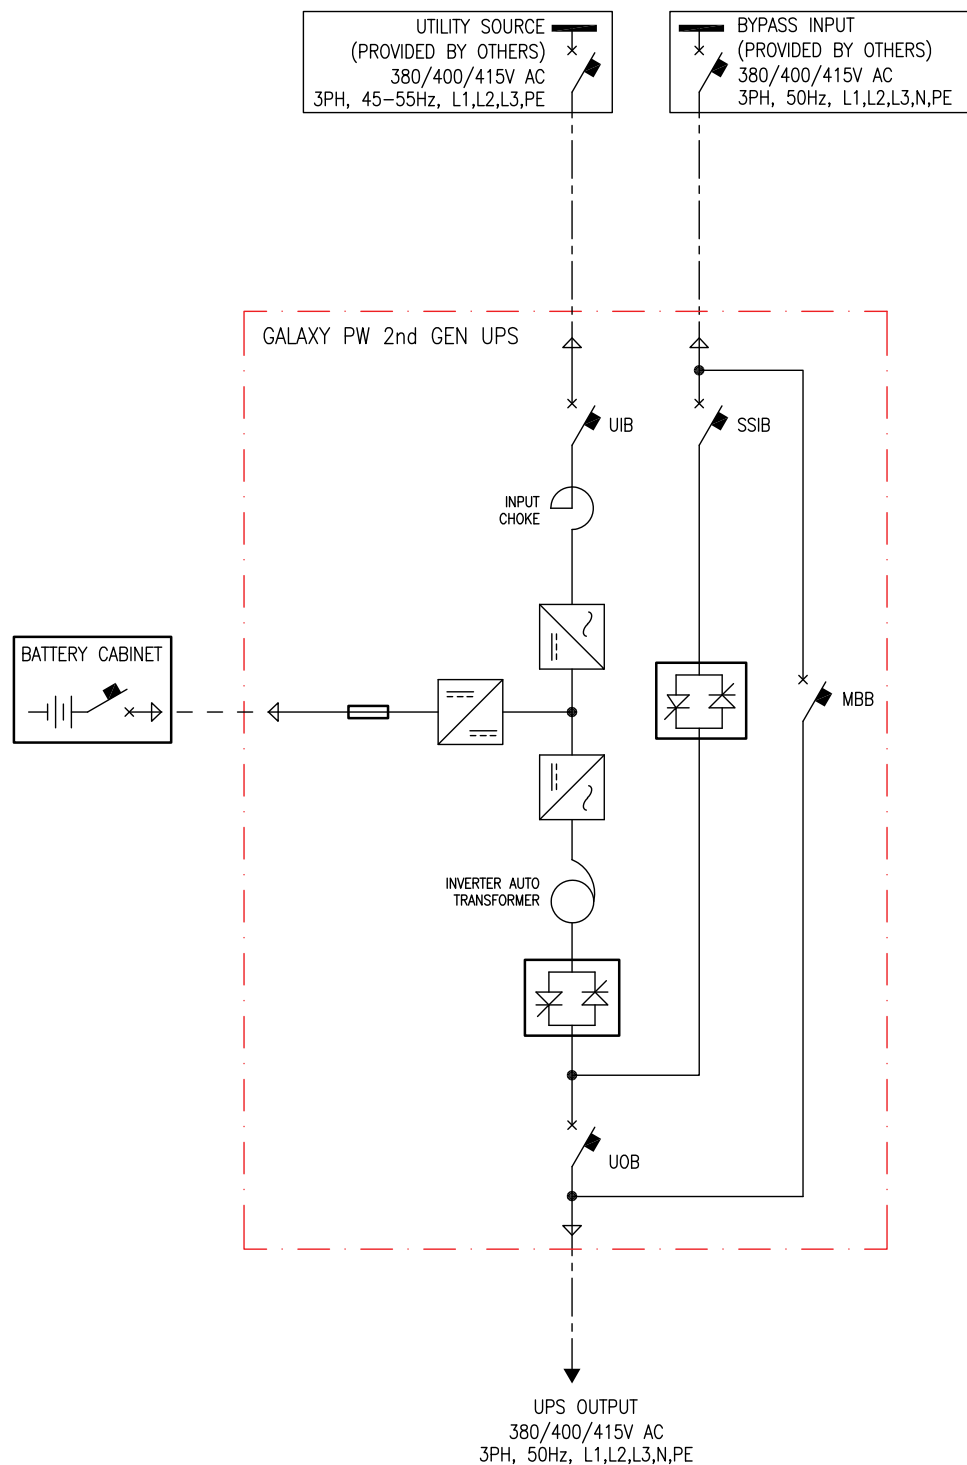 UTILITY SOURCE
(PROVIDED BY OTHERS)
380/400/415V AC
3PH, 45-55Hz, L1,L2,L3,PE
BYPASS INPUT
(PROVIDED BY OTHERS)
380/400/415V AC
3PH, 50Hz, L1,L2,L3,N,PE
GALAXY PW 2nd GEN UPS
UIB
SSIB
INPUT
CHOKE
BATTERY CABINET
MBB
INVERTER AUTO
TRANSFORMER
UOB
UPS OUTPUT
380/400/415V AC
3PH, 50Hz, L1,L2,L3,N,PE